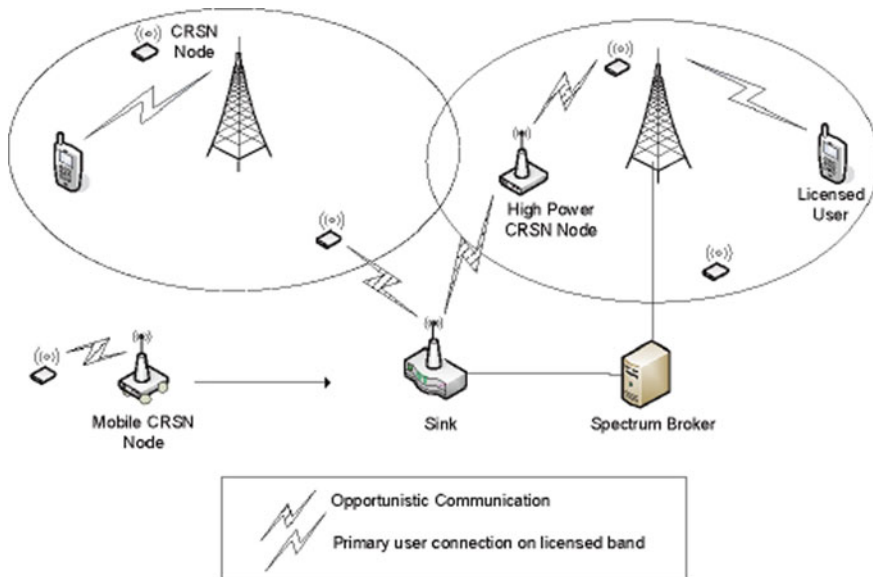 CRSN
Node
High Power
CRSN Node
Licensed
User
Mobile CRSN
Node
Sink
Spectrum Broker
Opportunistic Communication
Primary user connection on licensed band